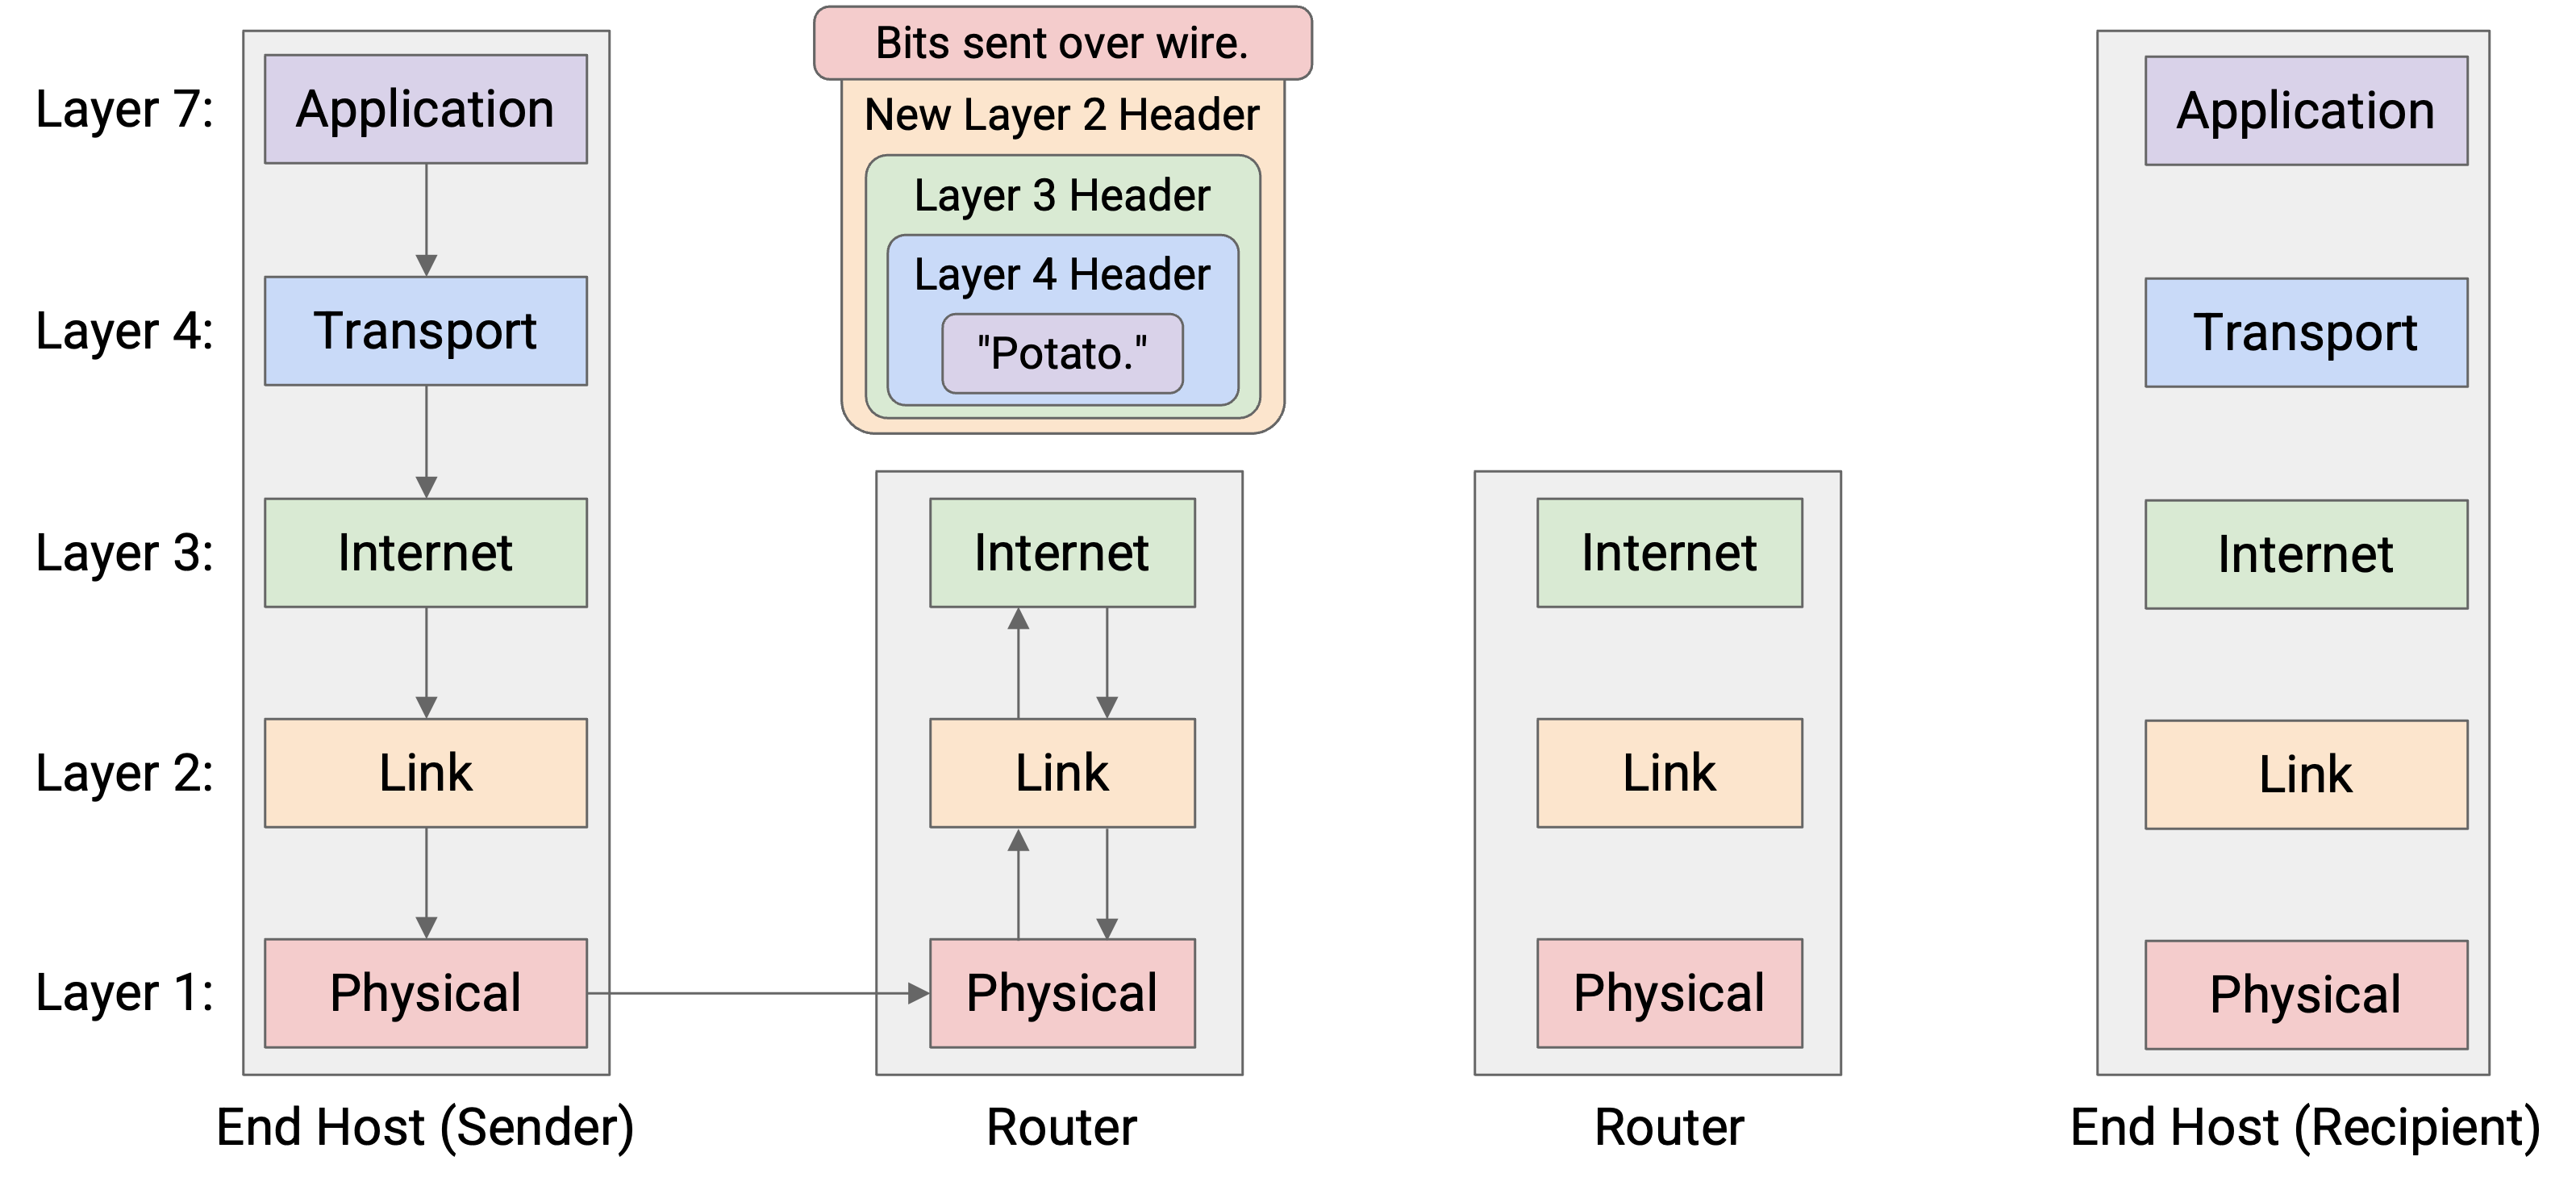 Bits sent over wire.
New Layer 2 Header
Layer 3 Header
Layer 4 Header
"Potato."
Layer 7:
Application
Application
Layer 4:
Transport
Transport
Layer 3:
Internet
Internet
Internet
Internet
Layer 2:
Link
Link
Link
Link
Layer 1:
Physical
Physical
Physical
Physical
End Host (Sender)
Router
Router
End Host (Recipient)